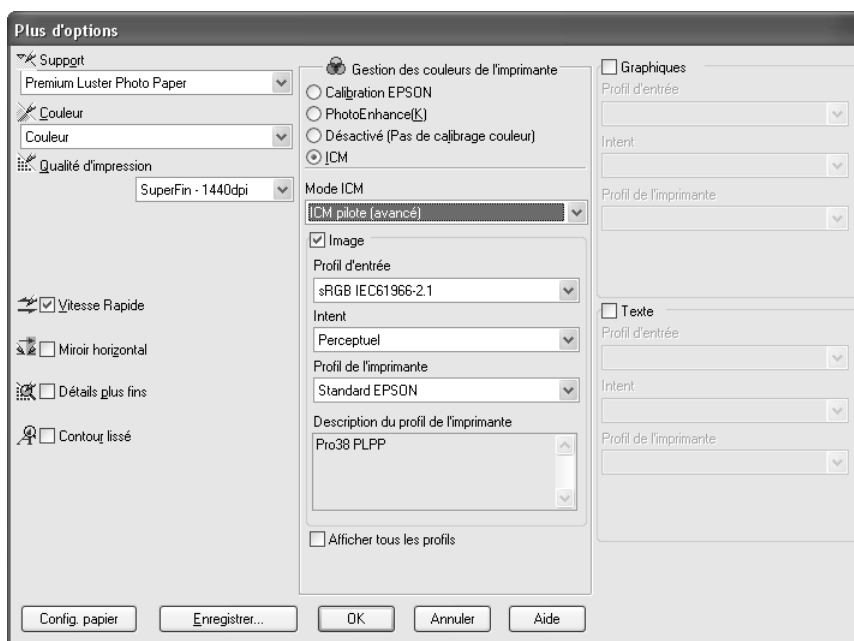 Plus d'options
Support
Premium Luster Photo Paper
Couleur
Couleur
Qualité d'impression
SuperFin - 1440dpi
Vitesse Rapide
Miroir horizontal
Détails plus fins
Contour lissé
Gestion des couleurs de l'imprimante
Calibration EPSON
PhotoEnhance(K)
Désactivé (Pas de calibrage couleur)
ICM
Mode ICM
ICM pilote (avancé)
Image
Profil d'entrée
sRGB IEC61966-2.1
Intent
Perceptuel
Profil de l'imprimante
Standard EPSON
Description du profil de l'imprimante
Pro38 PLPP
Afficher tous les profils
Graphiques
Profil d'entrée
Intent
Profil de l'imprimante
Texte
Profil d'entrée
Intent
Profil de l'imprimante
Config. papier
Enregistrer...
OK
Annuler
Aide